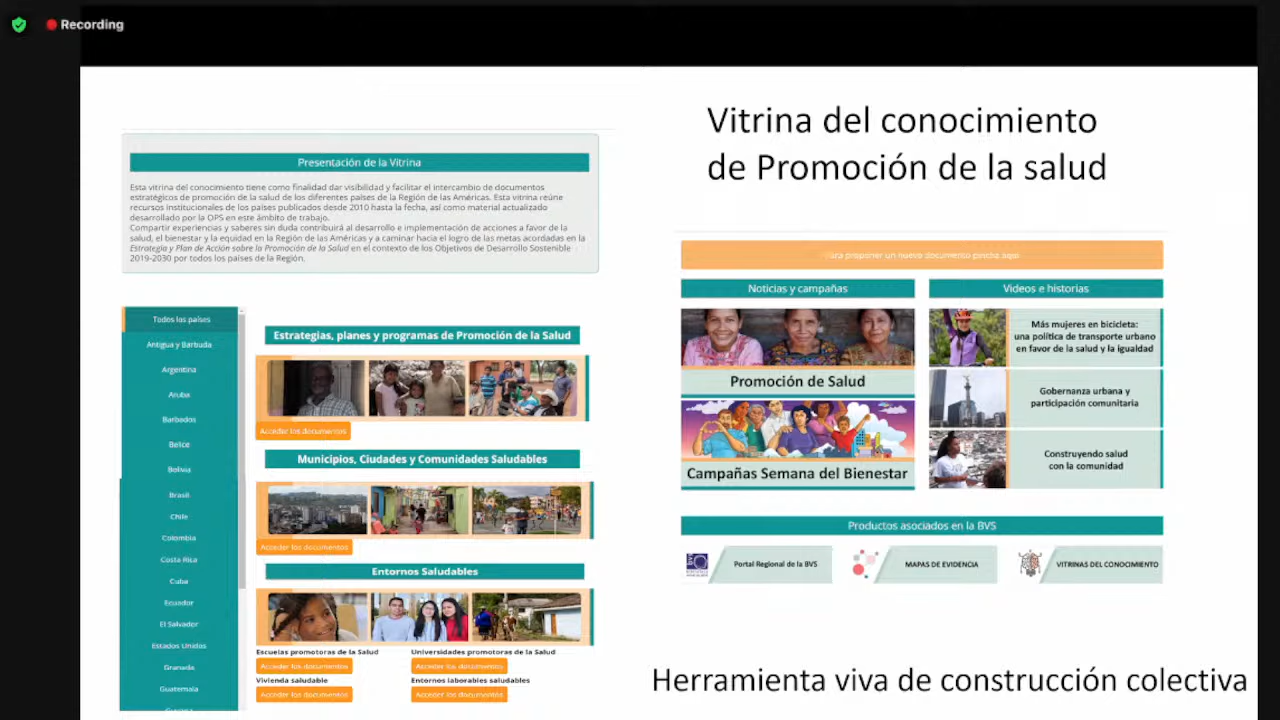 Recording
Presentación de la Vitrina
Esta vitrina del conocimiento tiene como finalidad dar visibilidad y facilitar el intercambio de documentos
estratégicos de promoción de la salud de los diferentes países de la Región de las Américas. Esta vitrina reúne
recursos institucionales de los países publicados desde 2010 hasta la fecha, así como material actualizado
desarrollado por la OPS en este ámbito de trabajo.
Compartir experiencias y saberes sin duda contribuirá al desarrollo e implementación de acciones a favor de la
salud, el bienestar y la equidad en la Región de las Américas y a caminar hacia el logro de las metas acordadas en la
Estrategia y Plan de Acción sobre la Promoción de la Salud en el contexto de los Objetivos de Desarrollo Sostenible
2019-2030 por todos los países de la Región.
Todos los países
Antigua y Barbuda
Argentina
Aruba
Barbados
Belice
Bolivia
Brasil
Chile
Colombia
Costa Rica
Cuba
Ecuador
El Salvador
Estados Unidos
Granada
Guatemala
Estrategias, planes y programas de Promoción de la Salud
Acceder los documentos
Municipios, Ciudades y Comunidades Saludables
Acceder los documentos
Entornos Saludables
Escuelas promotoras de la Salud
Universidades promotoras de la Salud
Acceder los documentos
Acceder los documentos
Vivienda saludable
Entornos laborables saludables
Acceder los documentos
Acceder los documentos
Vitrina del conocimiento
de Promoción de la salud
Para proponer un nuevo documento pincha aquí
Noticias y campañas
Videos e historias
Promoción de Salud
Campañas Semana del Bienestar
Más mujeres en bicicleta:
una política de transporte urbano
en favor de la salud y la igualdad
Gobernanza urbana y
participación comunitaria
Construyendo salud
con la comunidad
Productos asociados en la BVS
Portal Regional de la BVS
MAPAS DE EVIDENCIA
VITRINAS DEL CONOCIMIENTO
Herramienta viva de construcción colectiva